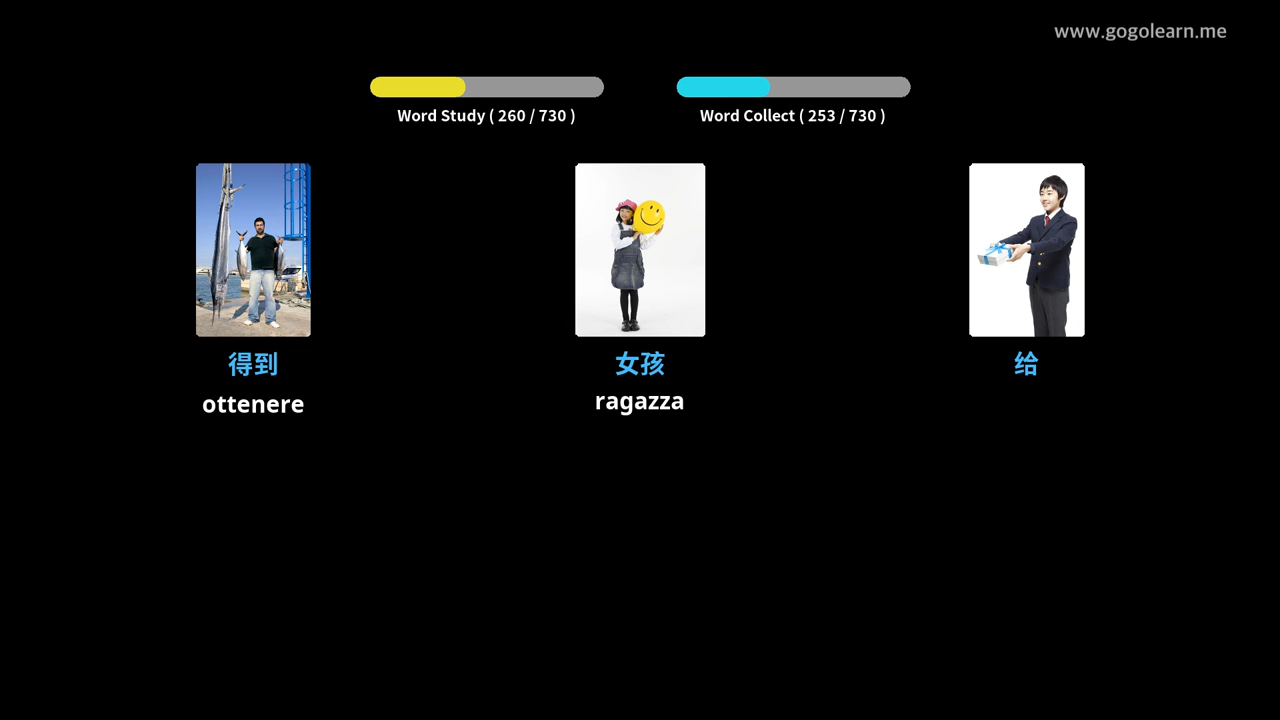 www.gogolearn.me
Word Study ( 260 / 730 )
Word Collect ( 253 / 730 )
得到
女孩
给
ottenere
ragazza